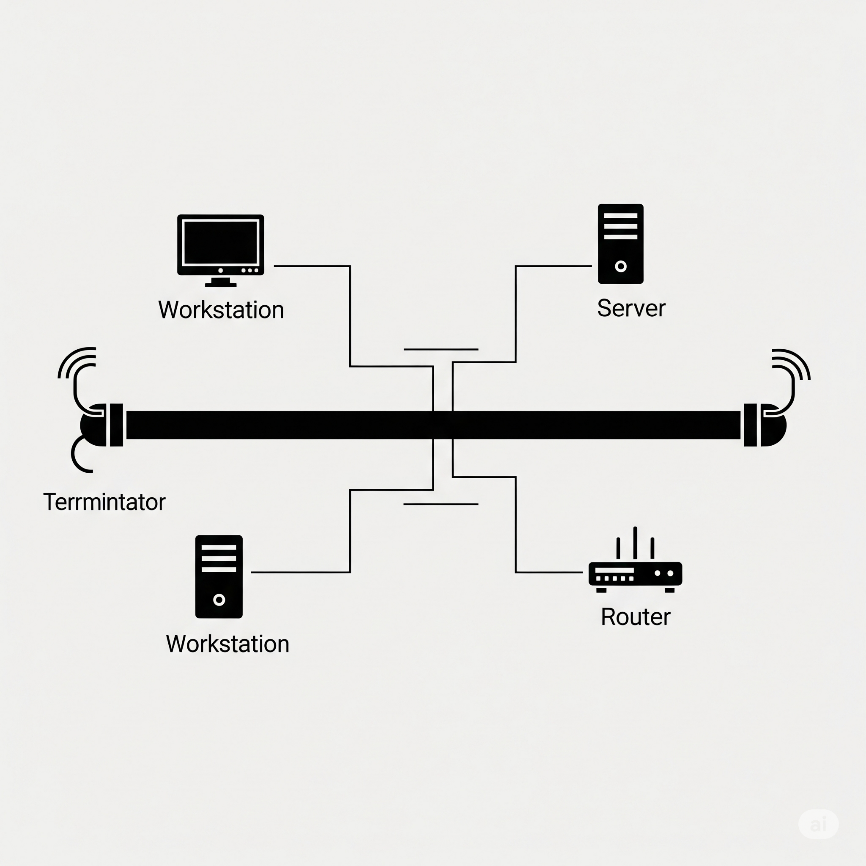 Workstation
Server
Terrmintator
Workstation
Router
ai